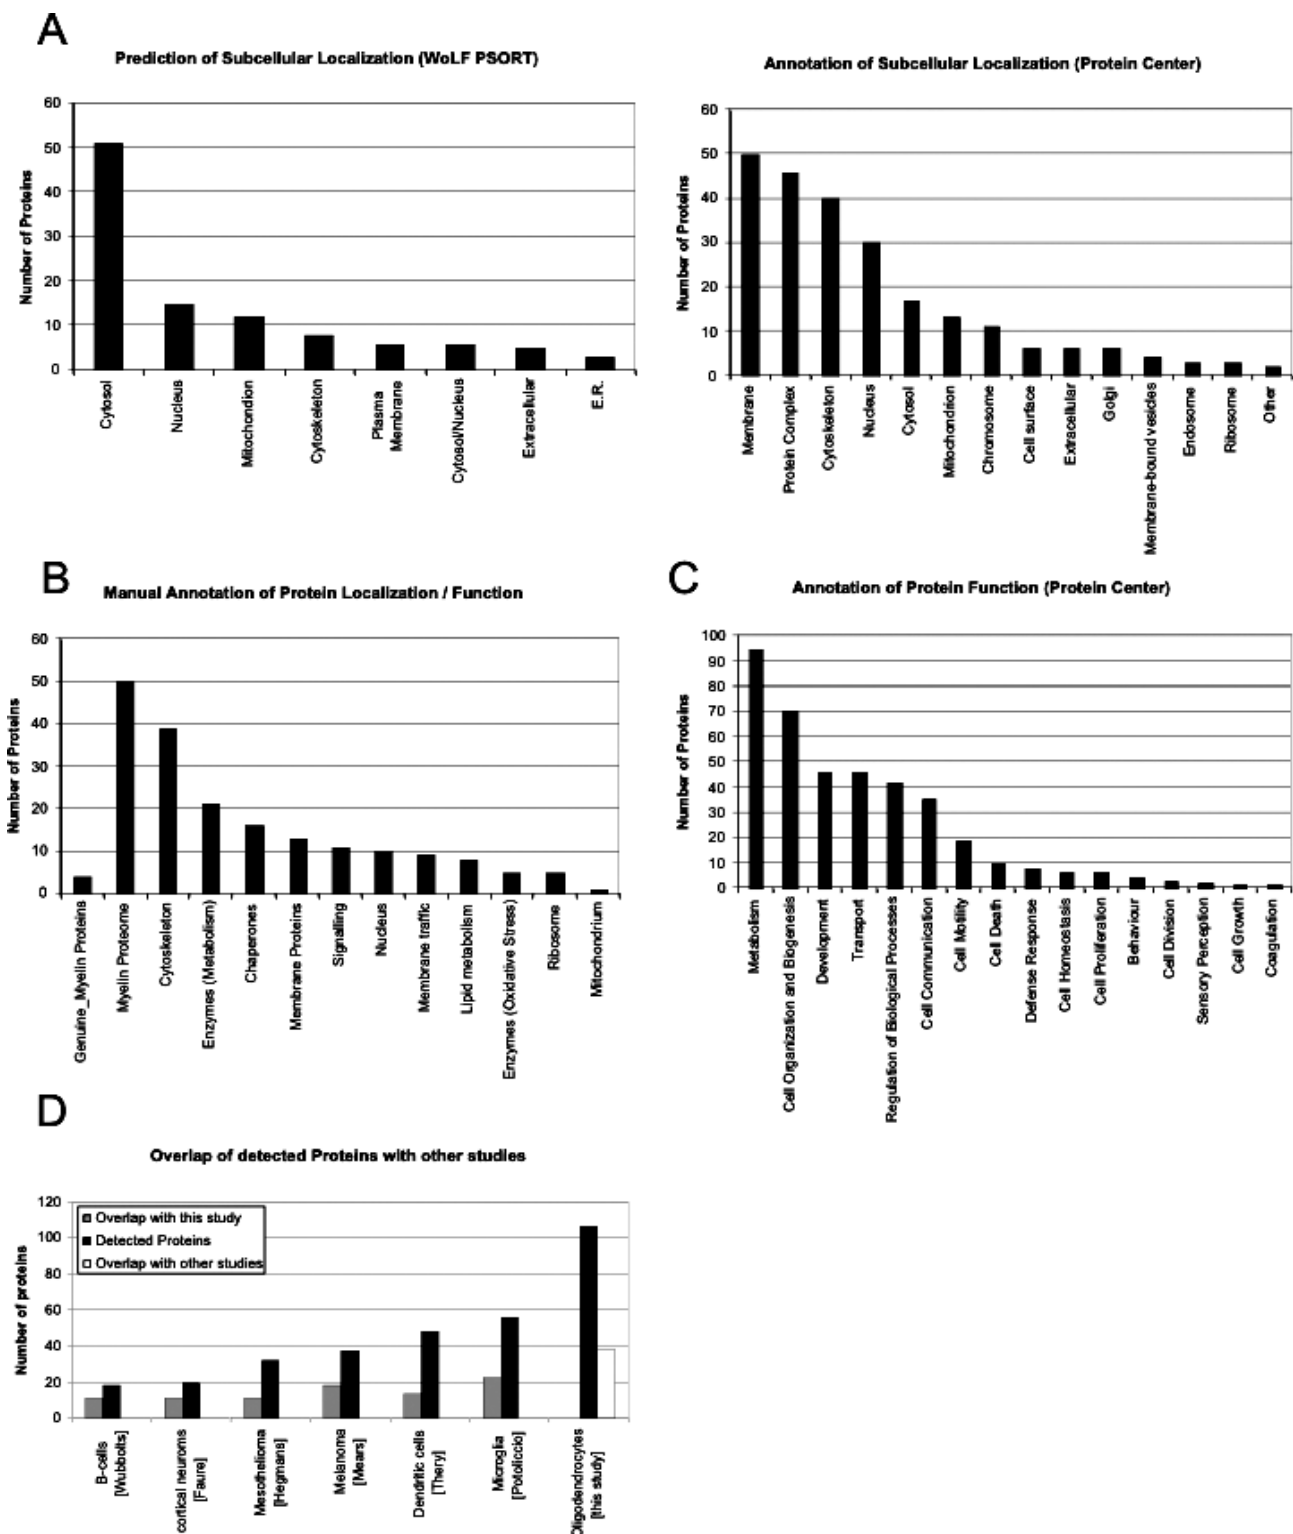 A
Prediction of Subcellular Localization (WoLF PSORT)
Number of Proteins
60
50
40
30
20
10
0
Cytosol
Nucleus
Mitochondion
Cytoskeleton
Plasma
Membrane
Cytosol/Nucleus
Extracellular
E.R.
Annotation of Subcellular Localization (Protein Center)
Number of Proteins
60
50
40
30
20
10
0
Membrane
Protein Complex
Cytoskeleton
Nucleus
Cytosol
Mitochondrion
Chromosome
Cell surface
Extracellular
Golgi
Membrane-bound vesicles
Endosome
Ribosome
Other
B
Manual Annotation of Protein Localization / Function
Number of Proteins
60
50
40
30
20
10
0
Genuine_Myelin Proteins
Myelin Proteome
Cytoskeleton
Enzymes (Metabolism)
Chaperones
Membrane Proteins
Signalling
Nucleus
Membrane traffic
Lipid metabolism
Enzymes (Oxidative Stress)
Ribosome
Mitochondrium
C
Annotation of Protein Function (Protein Center)
Number of Proteins
100
90
80
70
60
50
40
30
20
10
0
Metabolism
Cell Organization and Biogenesis
Development
Transport
Regulation of Biological Processes
Cell Communication
Cell Motility
Cell Death
Defense Response
Cell Homeostasis
Cell Proliferation
Behaviour
Cell Division
Sensory Perception
Cell Growth
Coagulation
D
Overlap of detected Proteins with other studies
Number of proteins
120
100
80
60
40
20
0
Overlap with this study
Detected Proteins
Overlap with other studies
B-cells
[Wubbolts]
cortical neuroms
[Faure]
Mesothelioma
[Hegmans]
Melanoma
[Mears]
Dendritic cells
[Thery]
Microglia
[Potoliccio]
Oligodendrocytes
[this study]